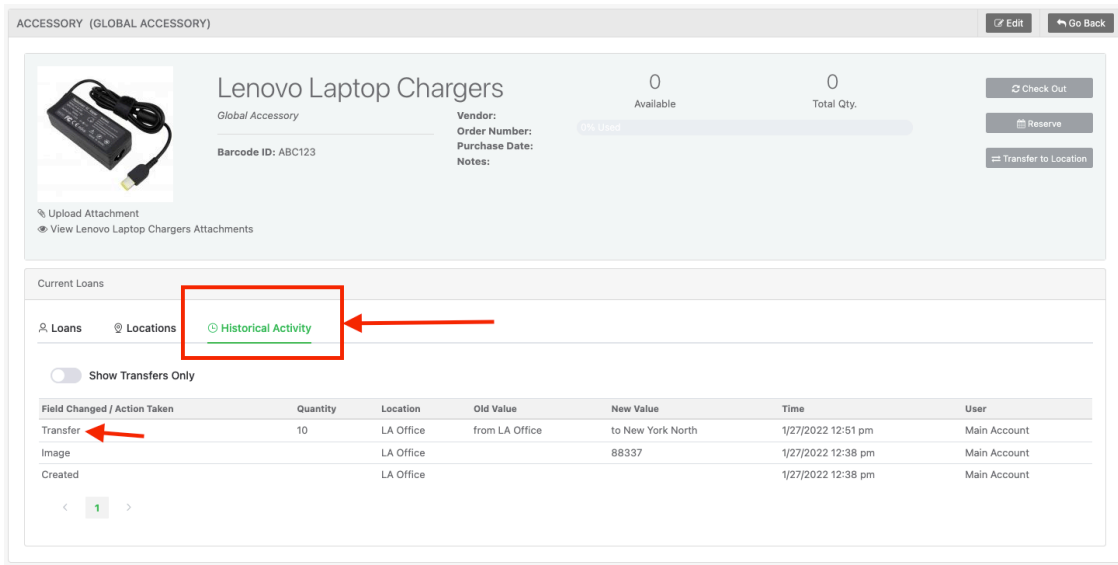 ACCESSORY (GLOBAL ACCESSORY)
Edit
Go Back
Lenovo Laptop Chargers
Global Accessory
Barcode ID: ABC123
Vendor:
Order Number:
Purchase Date:
Notes:
0
Available
0
Total Qty.
0% Used
Check Out
Reserve
Transfer to Location
Upload Attachment
View Lenovo Laptop Chargers Attachments
Current Loans
Loans Locations Historical Activity
Show Transfers Only
Field Changed / Action Taken Quantity Location Old Value New Value Time User
Transfer 10 LA Office from LA Office to New York North 1/27/2022 12:51 pm Main Account
Image LA Office 88337 1/27/2022 12:38 pm Main Account
Created LA Office 1/27/2022 12:38 pm Main Account
< 1 >